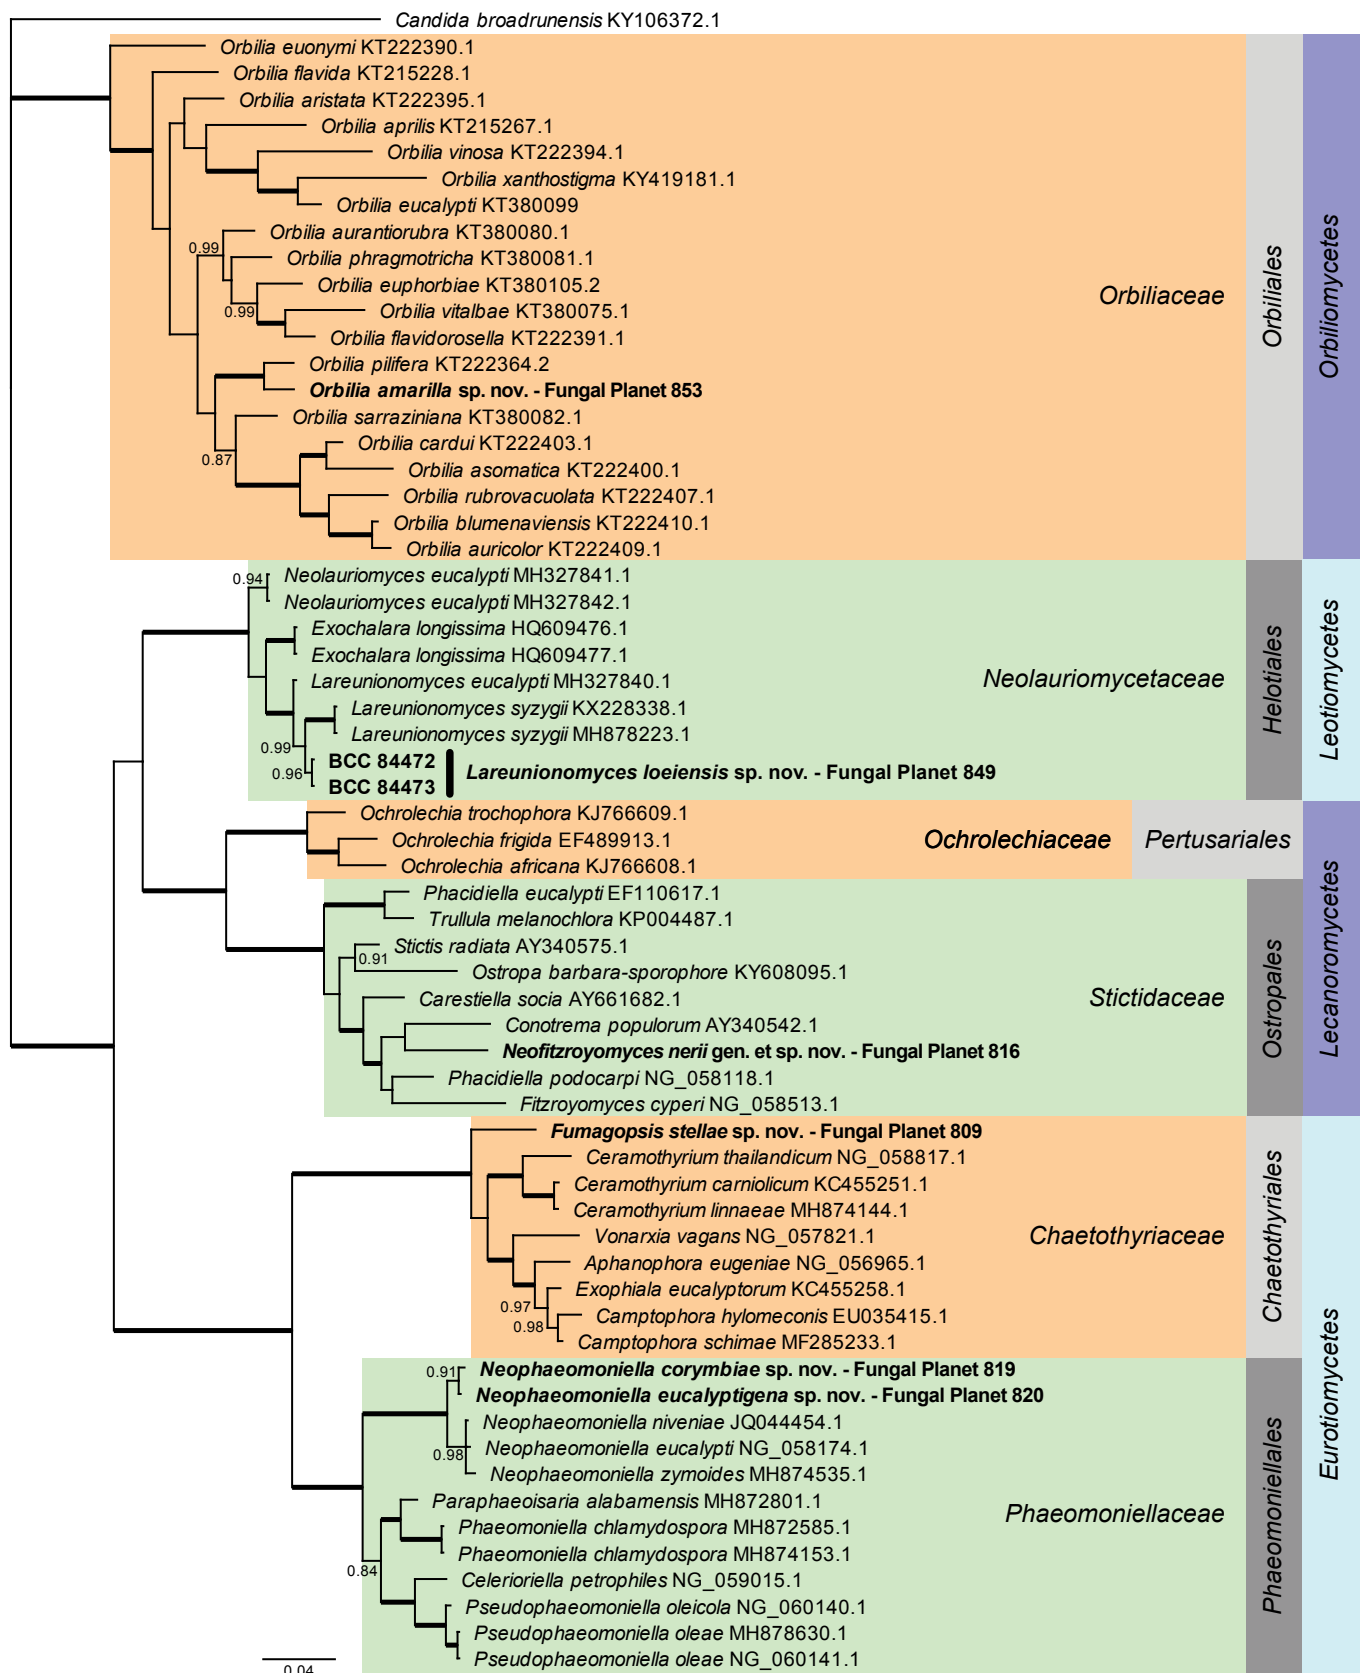 Candida broadrunensis KY106372.1
Orbilia euonymi KT222390.1
Orbilia flavida KT215228.1
Orbilia aristata KT222395.1
Orbilia aprilis KT215267.1
Orbilia vinosa KT222394.1
Orbilia xanthostigma KY419181.1
Orbilia eucalypti KT380099
Orbilia aurantiorubra KT380080.1
0.99
Orbilia phragmotricha KT380081.1
Orbilia euphorbiae KT380105.2
0.99
Orbilia vitalbae KT380075.1
Orbilia flavidorosella KT222391.1
Orbilia pilifera KT222364.2
Orbilia amarilla sp. nov. - Fungal Planet 853
Orbilia sarraziniana KT380082.1
Orbilia cardui KT222403.1
0.87
Orbilia asomatica KT222400.1
Orbilia rubrovacuolata KT222407.1
Orbilia blumenaviensis KT222410.1
Orbilia auricolor KT222409.1
Orbiliaceae
Orbiliales
Orbiliomycetes
0.94
Neolauriomyces eucalypti MH327841.1
Neolauriomyces eucalypti MH327842.1
Exochalara longissima HQ609476.1
Exochalara longissima HQ609477.1
Lareunionomyces eucalypti MH327840.1
Lareunionomyces syzygii KX228338.1
Lareunionomyces syzygii MH878223.1
0.99
BCC 84472
0.96
BCC 84473
Lareunionomyces loeiensis sp. nov. - Fungal Planet 849
Neolauriomycetaceae
Helotiales
Leotiomycetes
Ochrolechia trochophora KJ766609.1
Ochrolechia frigida EF489913.1
Ochrolechia africana KJ766608.1
Ochrolechiaceae
Pertusariales
Phacidiella eucalypti EF110617.1
Trullula melanochlora KP004487.1
Stictis radiata AY340575.1
0.91
Ostropa barbara-sporophore KY608095.1
Carestiella socia AY661682.1
Conotrema populorum AY340542.1
Neofitzroyomyces nerii gen. et sp. nov. - Fungal Planet 816
Phacidiella podocarpi NG_058118.1
Fitzroyomyces cyperi NG_058513.1
Stictidaceae
Ostropales
Lecanoromycetes
Fumagopsis stellae sp. nov. - Fungal Planet 809
Ceramothyrium thailandicum NG_058817.1
Ceramothyrium carniolicum KC455251.1
Ceramothyrium linnaeae MH874144.1
Vonarxia vagans NG_057821.1
Aphanophora eugeniae NG_056965.1
Exophiala eucalyptorum KC455258.1
0.97
Camptophora hylomeconis EU035415.1
0.98
Camptophora schimae MF285233.1
Chaetothyriaceae
Chaetothyriales
Eurotiomycetes
0.91
Neophaeomoniella corymbiae sp. nov. - Fungal Planet 819
Neophaeomoniella eucalyptigena sp. nov. - Fungal Planet 820
Neophaeomoniella niveniae JQ044454.1
Neophaeomoniella eucalypti NG_058174.1
0.98
Neophaeomoniella zymoides MH874535.1
Paraphaeoisaria alabamensis MH872801.1
Phaeomoniella chlamydospora MH872585.1
Phaeomoniella chlamydospora MH874153.1
0.84
Celerioriella petrophiles NG_059015.1
Pseudophaeomoniella oleicola NG_060140.1
Pseudophaeomoniella oleae MH878630.1
Pseudophaeomoniella oleae NG_060141.1
Phaeomoniellaceae
Phaeomoniellales
0.04